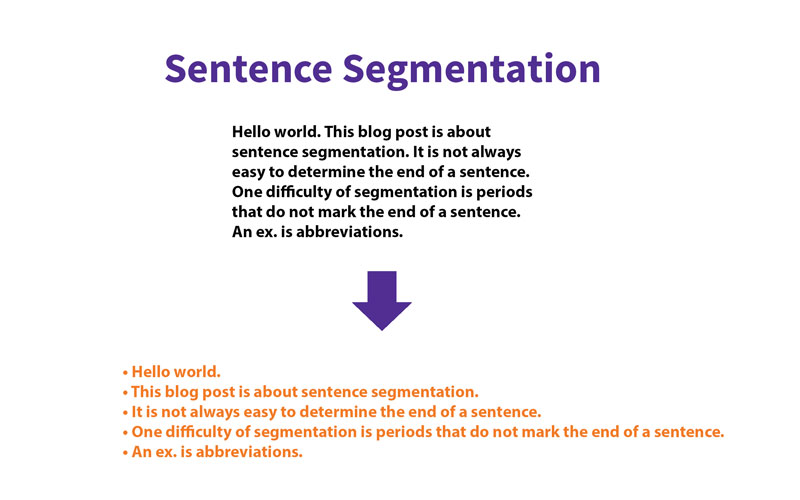 Sentence Segmentation
Hello world. This blog post is about
sentence segmentation. It is not always
easy to determine the end of a sentence.
One difficulty of segmentation is periods
that do not mark the end of a sentence.
An ex. is abbreviations.
• Hello world.
• This blog post is about sentence segmentation.
• It is not always easy to determine the end of a sentence.
• One difficulty of segmentation is periods that do not mark the end of a sentence.
• An ex. is abbreviations.